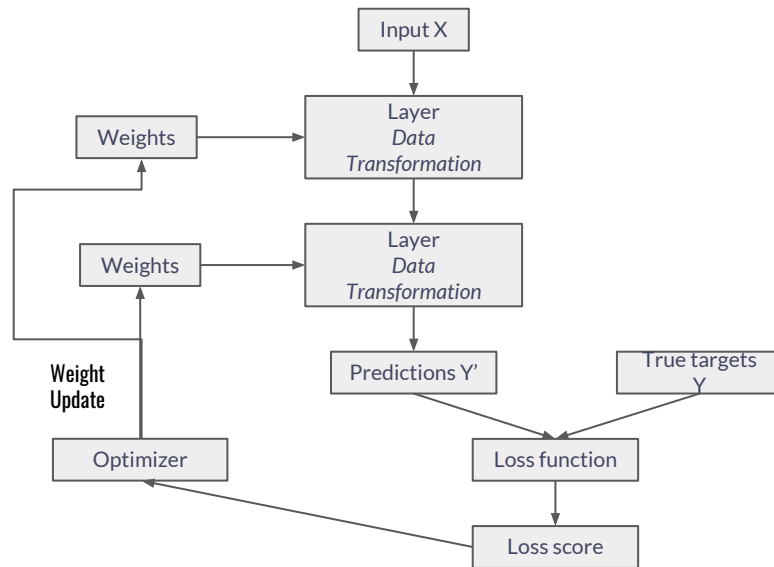 Input X
Layer
Data
Transformation
Weights
Layer
Data
Transformation
Weights
Predictions Y’
True targets
Y
Weight
Update
Optimizer
Loss function
Loss score